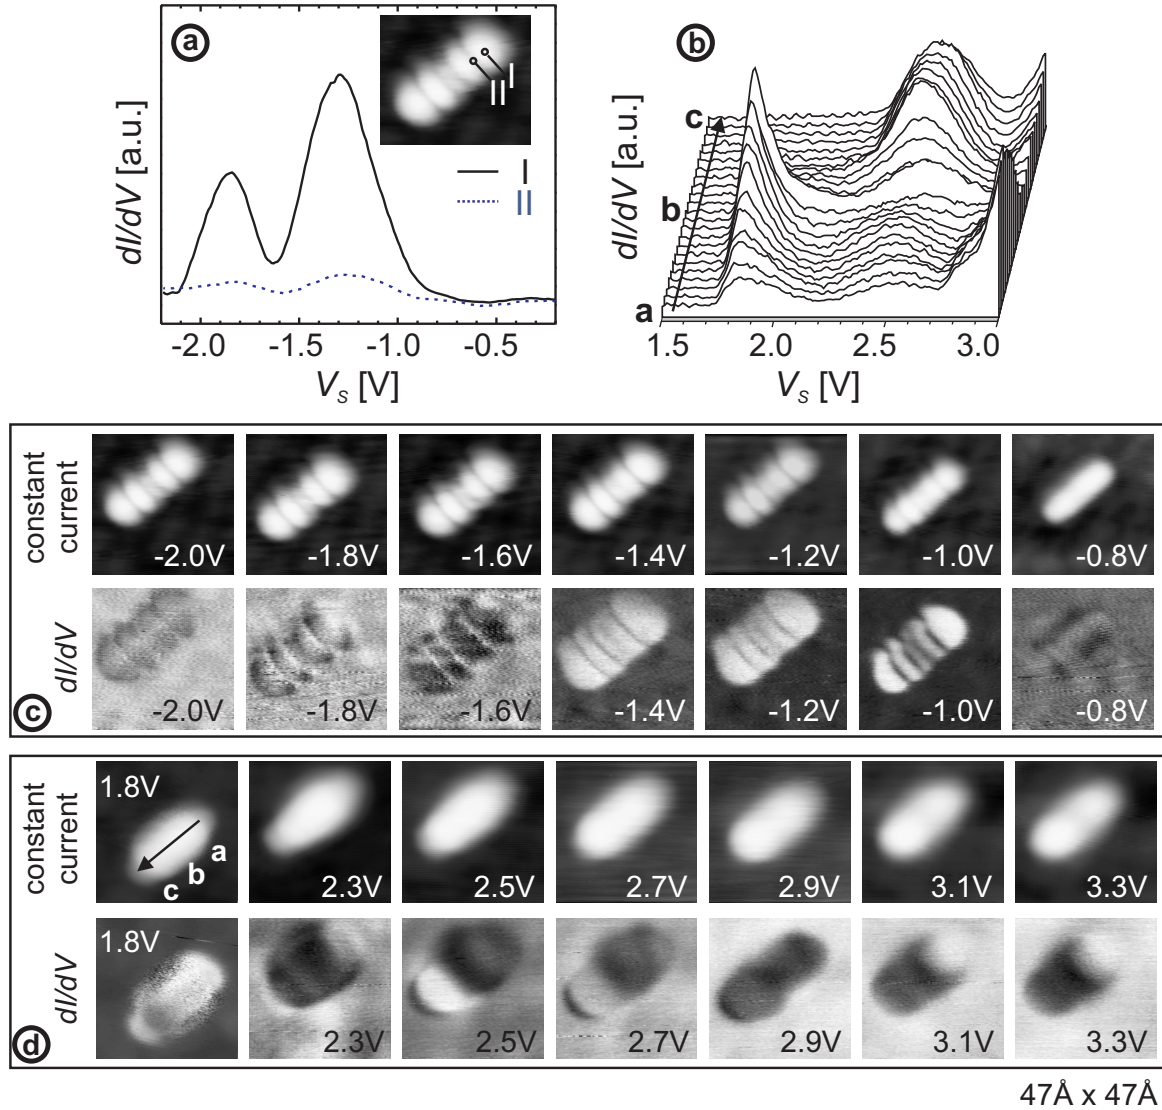 a
I
II
I
II
dI/dV [a.u.]
-2.0 -1.5 -1.0 -0.5
Vs [V]
b
c
b
a
dI/dV [a.u.]
1.5 2.0 2.5 3.0
Vs [V]
constant
current
-2.0V -1.8V -1.6V -1.4V -1.2V -1.0V -0.8V
dI/dV
-2.0V -1.8V -1.6V -1.4V -1.2V -1.0V -0.8V
c
constant
current
1.8V
a
b
c
2.3V 2.5V 2.7V 2.9V 3.1V 3.3V
dI/dV
1.8V
2.3V 2.5V 2.7V 2.9V 3.1V 3.3V
d
47Å x 47Å